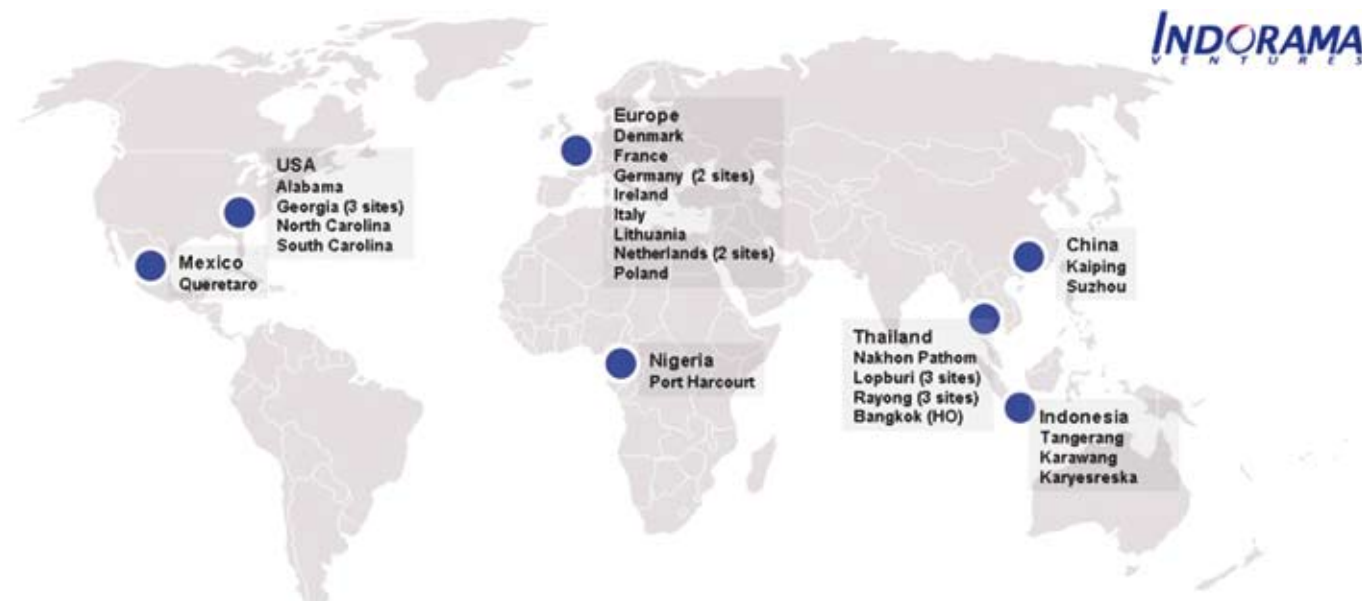 INDORAMA
VENTURES
Europe
Denmark
France
Germany (2 sites)
Ireland
Italy
Lithuania
Netherlands (2 sites)
Poland
USA
Alabama
Georgia (3 sites)
North Carolina
South Carolina
Mexico
Queretaro
China
Kaiping
Suzhou
Nigeria
Port Harcourt
Thailand
Nakhon Pathom
Lopburi (3 sites)
Rayong (3 sites)
Bangkok (HO)
Indonesia
Tangerang
Karawang
Karyesreska